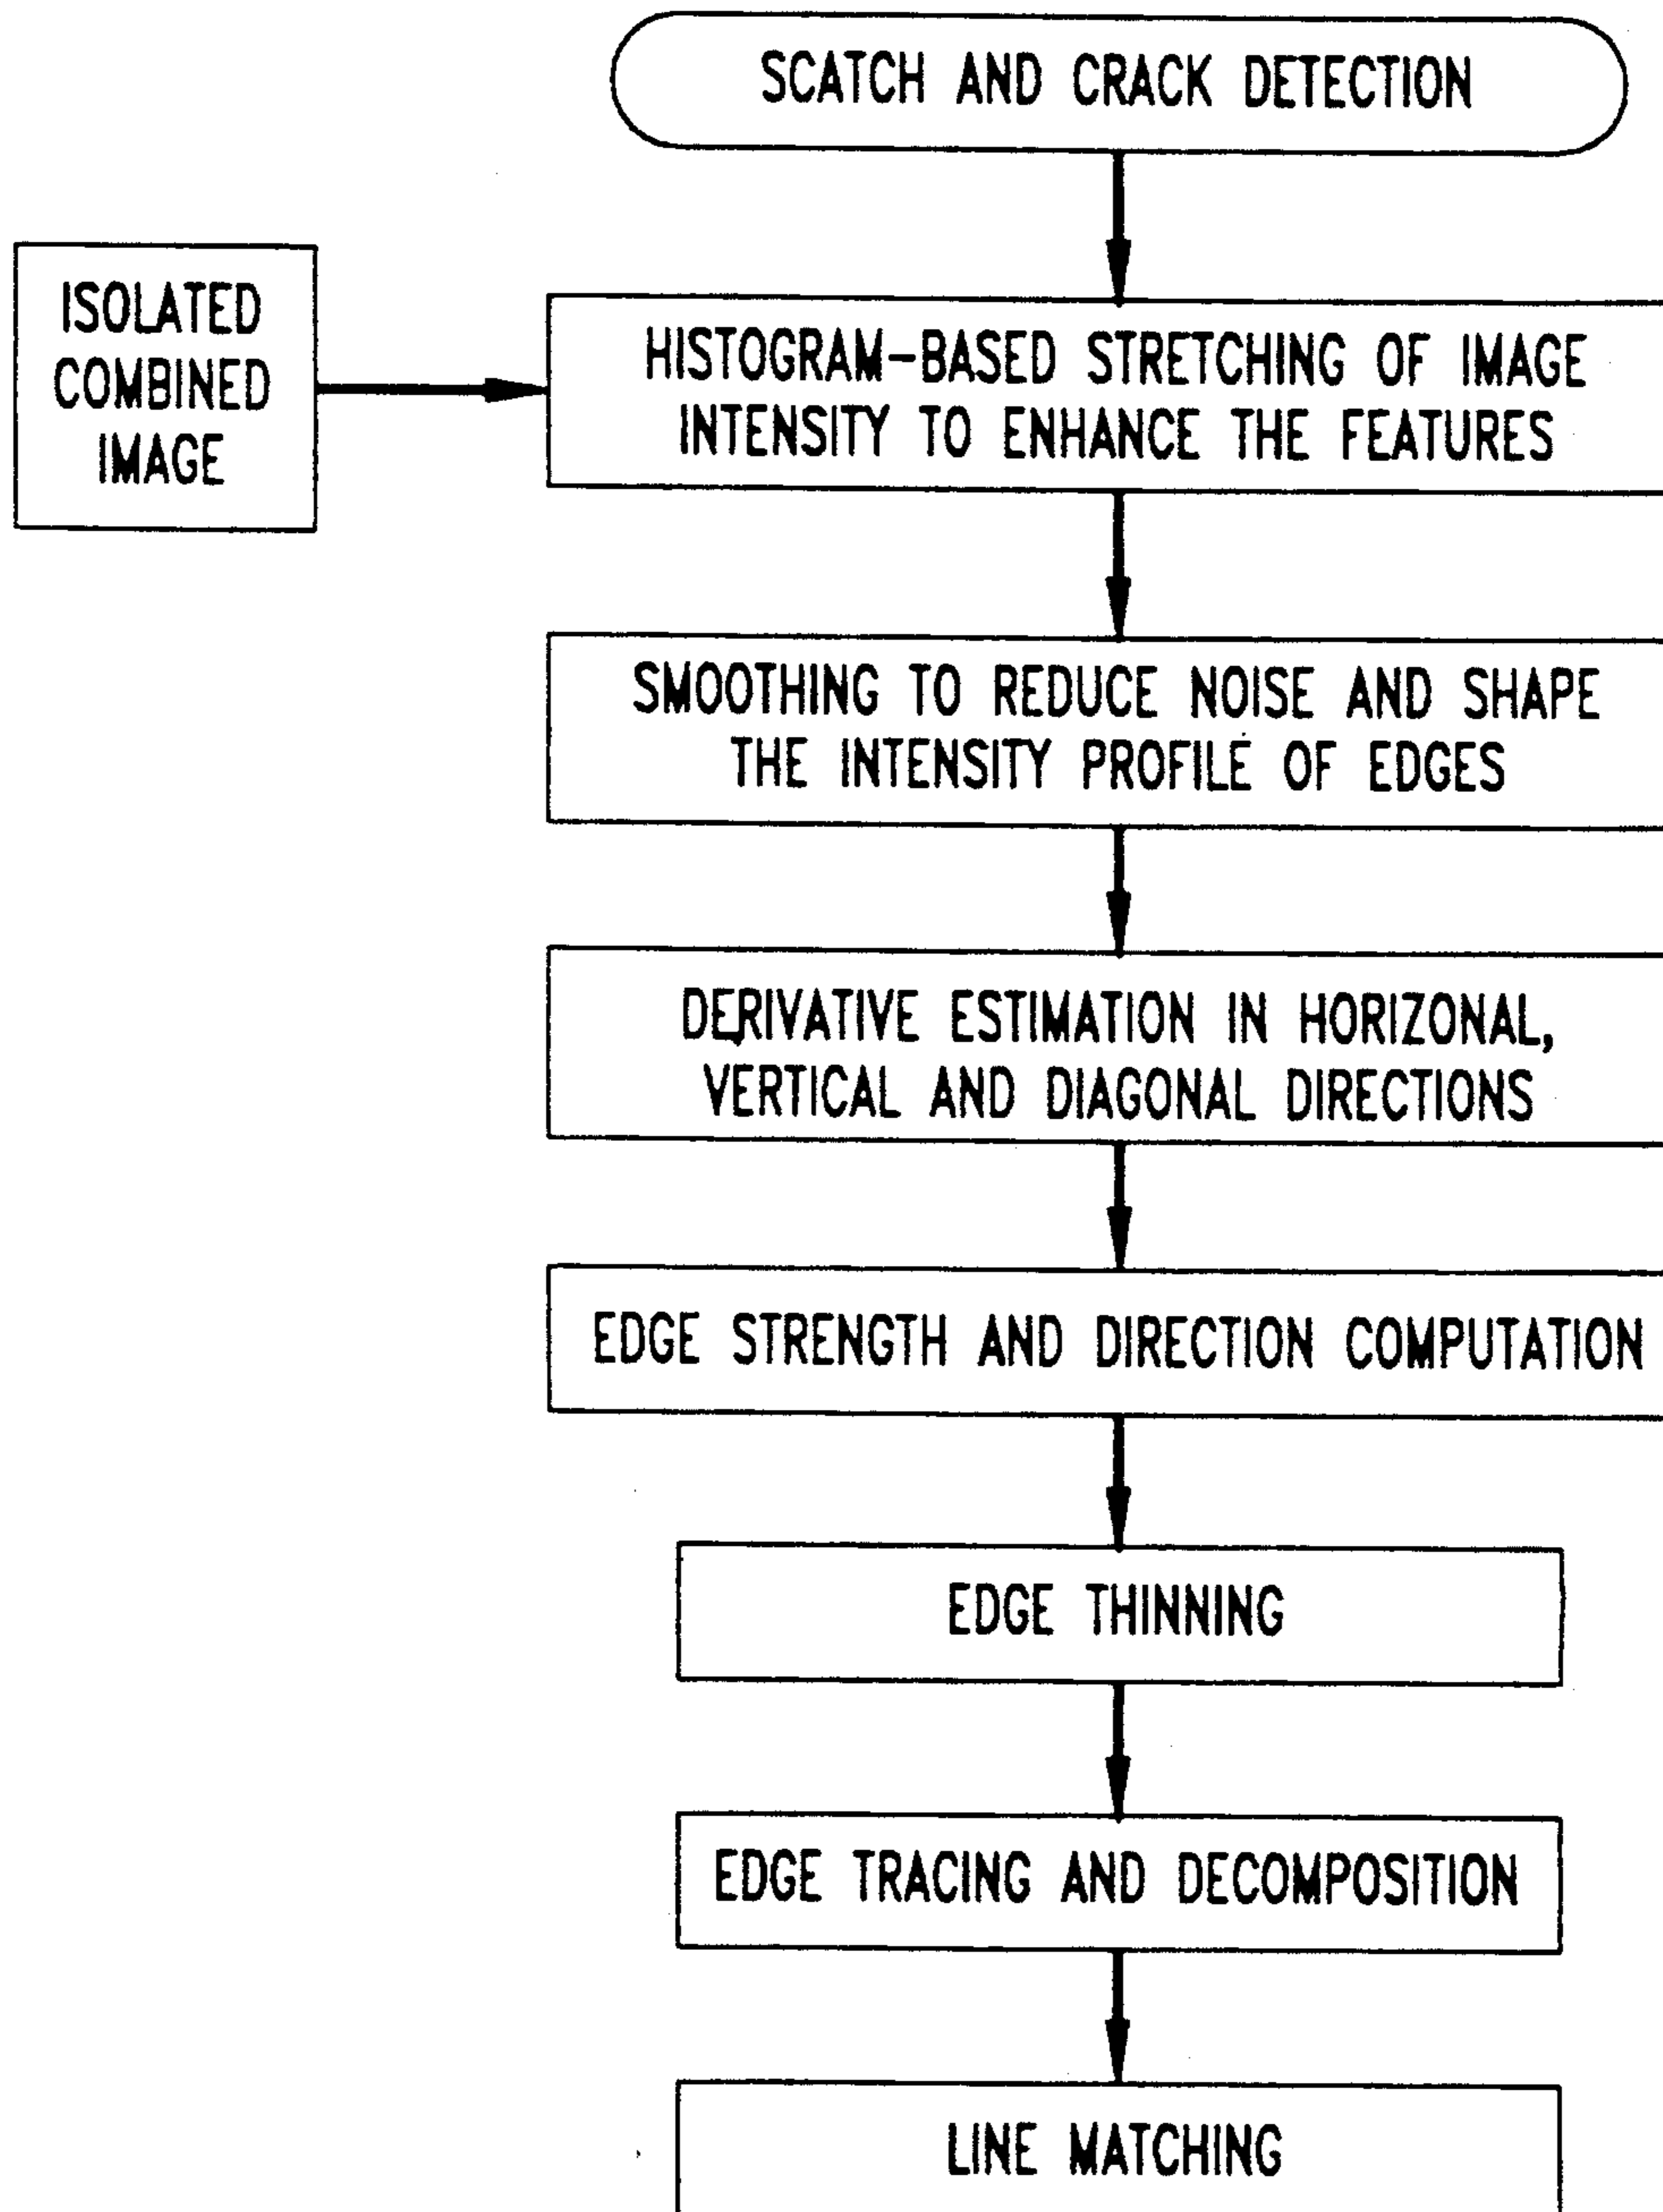 SCATCH AND CRACK DETECTION
ISOLATED
COMBINED
IMAGE
HISTOGRAM-BASED STRETCHING OF IMAGE
INTENSITY TO ENHANCE THE FEATURES
SMOOTHING TO REDUCE NOISE AND SHAPE
THE INTENSITY PROFILE OF EDGES
DERIVATIVE ESTIMATION IN HORIZONAL,
VERTICAL AND DIAGONAL DIRECTIONS
EDGE STRENGTH AND DIRECTION COMPUTATION
EDGE THINNING
EDGE TRACING AND DECOMPOSITION
LINE MATCHING